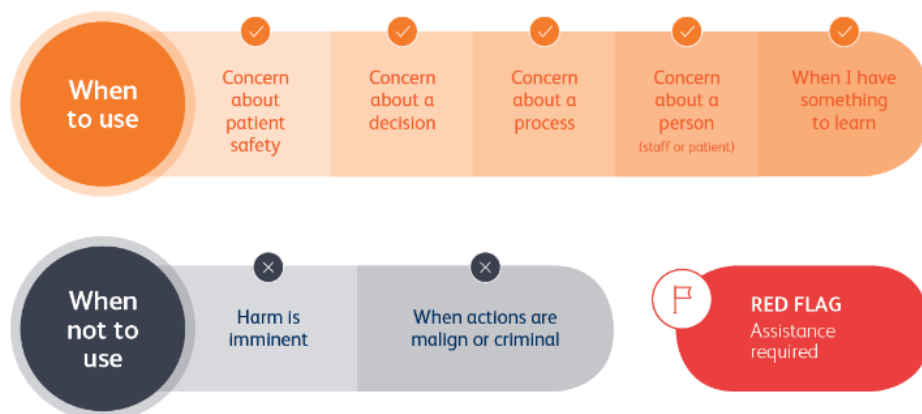 When
to use
Concern
about
patient
safety
Concern
about a
decision
Concern
about a
process
Concern
about a
person
(staff or patient)
When I have
something
to learn
When
not to
use
Harm is
imminent
When actions are
malign or criminal
RED FLAG
Assistance
required